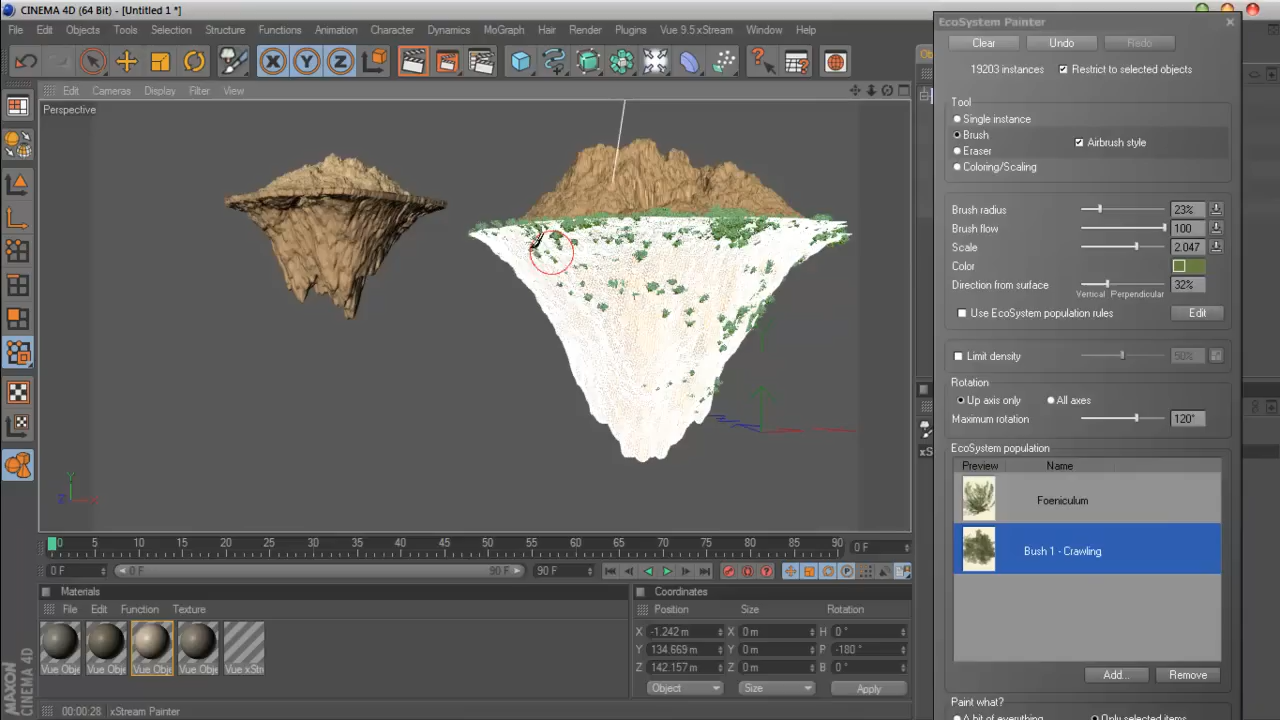 CINEMA 4D (64 Bit) - [Untitled 1 *]
File Edit Objects Tools Selection Structure Functions Animation Character Dynamics MoGraph Hair Render Plugins Vue 9.5 xStream Window Help
Edit Cameras Display Filter View
Perspective
Y
Z
0 5 10 15 20 25 30 35 40 45 50 55 60 65 70 75 80 85 90 0 F
0 F 0 F 90 F 90 F
Materials
File Edit Function Texture
Vue Obje Vue Obje Vue Obje Vue Obje Vue xStr
Coordinates
Position Size Rotation
X -1.242 m X 0 m H 0 °
Y 134.669 m Y 0 m P -180 °
Z 142.157 m Z 0 m B 0 °
Object Size Apply
MAXON
CINEMA 4D
00:00:28 xStream Painter
EcoSystem Painter
Clear Undo Redo
19203 instances Restrict to selected objects
Tool
Single instance
Brush
Airbrush style
Eraser
Coloring/Scaling
Brush radius 23%
Brush flow 100
Scale 2.047
Color
Direction from surface 32%
Vertical Perpendicular
Use EcoSystem population rules Edit
Limit density 50%
Rotation
Up axis only All axes
Maximum rotation 120°
EcoSystem population
Preview Name
Foeniculum
Bush 1 - Crawling
Add... Remove
Paint what?
A bit of everything Only selected items